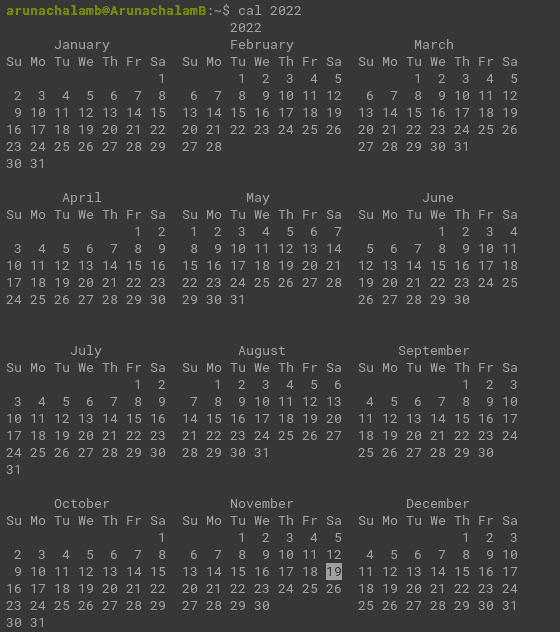 arunachalamb@ArunachalamB:~$ cal 2022
                            2022
      January               February               March
Su Mo Tu We Th Fr Sa  Su Mo Tu We Th Fr Sa  Su Mo Tu We Th Fr Sa
                   1         1  2  3  4  5         1  2  3  4  5
 2  3  4  5  6  7  8   6  7  8  9 10 11 12   6  7  8  9 10 11 12
 9 10 11 12 13 14 15  13 14 15 16 17 18 19  13 14 15 16 17 18 19
16 17 18 19 20 21 22  20 21 22 23 24 25 26  20 21 22 23 24 25 26
23 24 25 26 27 28 29  27 28                 27 28 29 30 31
30 31
       April                  May                   June
Su Mo Tu We Th Fr Sa  Su Mo Tu We Th Fr Sa  Su Mo Tu We Th Fr Sa
                1  2   1  2  3  4  5  6  7            1  2  3  4
 3  4  5  6  7  8  9   8  9 10 11 12 13 14   5  6  7  8  9 10 11
10 11 12 13 14 15 16  15 16 17 18 19 20 21  12 13 14 15 16 17 18
17 18 19 20 21 22 23  22 23 24 25 26 27 28  19 20 21 22 23 24 25
24 25 26 27 28 29 30  29 30 31              26 27 28 29 30
        July                 August              September
Su Mo Tu We Th Fr Sa  Su Mo Tu We Th Fr Sa  Su Mo Tu We Th Fr Sa
                1  2      1  2  3  4  5  6               1  2  3
 3  4  5  6  7  8  9   7  8  9 10 11 12 13   4  5  6  7  8  9 10
10 11 12 13 14 15 16  14 15 16 17 18 19 20  11 12 13 14 15 16 17
17 18 19 20 21 22 23  21 22 23 24 25 26 27  18 19 20 21 22 23 24
24 25 26 27 28 29 30  28 29 30 31           25 26 27 28 29 30
31
      October               November              December
Su Mo Tu We Th Fr Sa  Su Mo Tu We Th Fr Sa  Su Mo Tu We Th Fr Sa
                   1         1  2  3  4  5               1  2  3
 2  3  4  5  6  7  8   6  7  8  9 10 11 12   4  5  6  7  8  9 10
 9 10 11 12 13 14 15  13 14 15 16 17 18 19  11 12 13 14 15 16 17
16 17 18 19 20 21 22  20 21 22 23 24 25 26  18 19 20 21 22 23 24
23 24 25 26 27 28 29  27 28 29 30           25 26 27 28 29 30 31
30 31